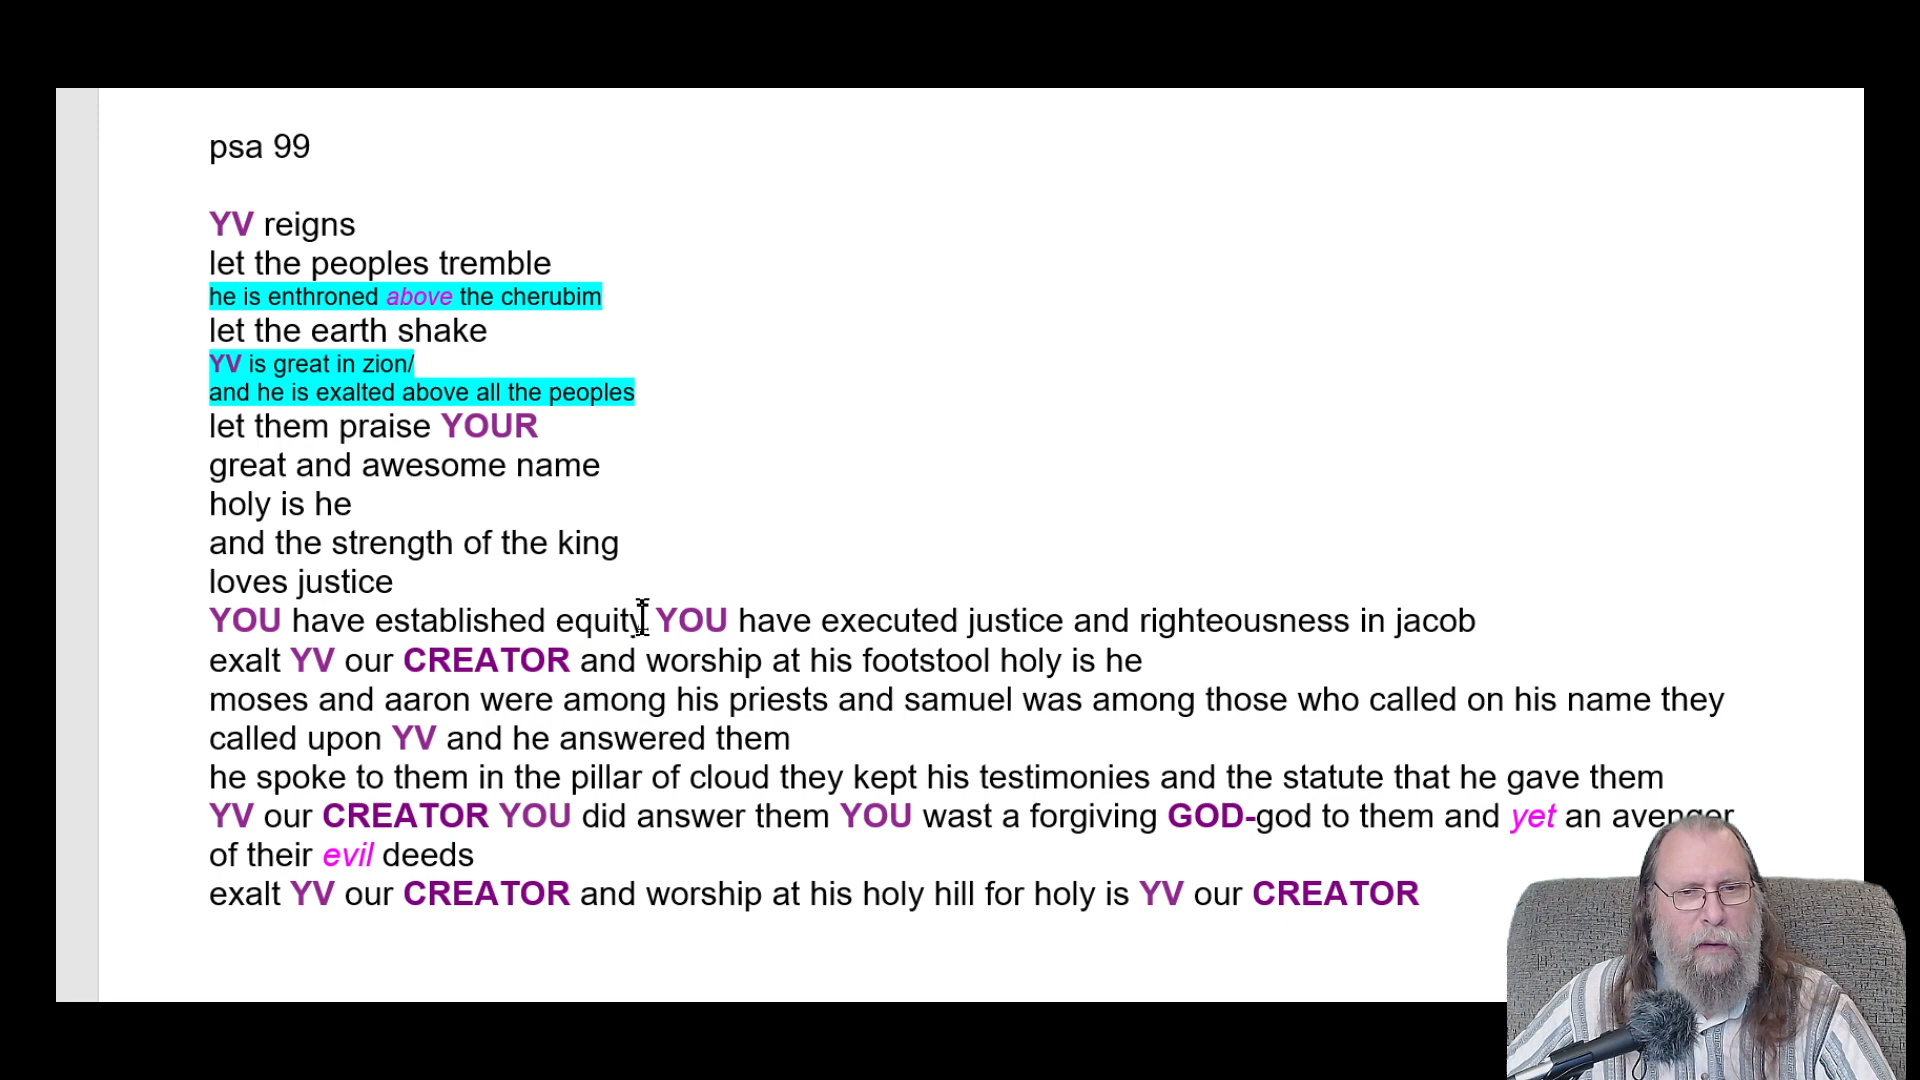 psa 99
YV reigns
let the peoples tremble
he is enthroned above the cherubim
let the earth shake
YV is great in zion/
and he is exalted above all the peoples
let them praise YOUR
great and awesome name
holy is he
and the strength of the king
loves justice
YOU have established equity YOU have executed justice and righteousness in jacob
exalt YV our CREATOR and worship at his footstool holy is he
moses and aaron were among his priests and samuel was among those who called on his name they
called upon YV and he answered them
he spoke to them in the pillar of cloud they kept his testimonies and the statute that he gave them
YV our CREATOR YOU did answer them YOU wast a forgiving GOD-god to them and yet an avenger
of their evil deeds
exalt YV our CREATOR and worship at his holy hill for holy is YV our CREATOR